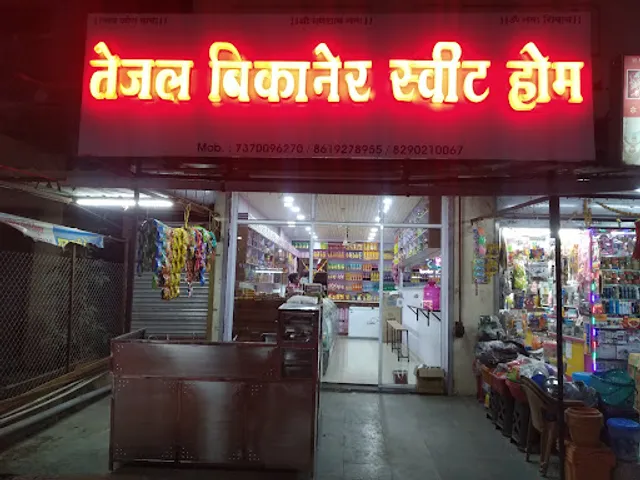 तेजल बिकानेर स्वीट होम
Mob. : 7370096270 / 8619278955 / 8290210067